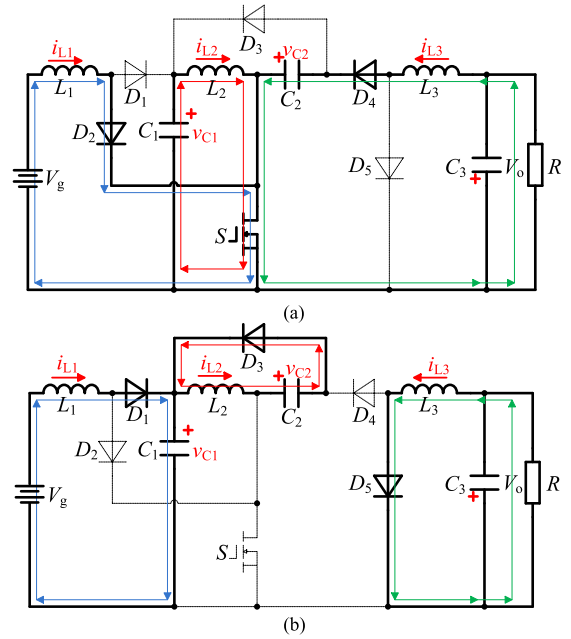 D3
iL1 iL2 vC2 iL3
+
L1 D1 L2 C2 D4 L3
D2 C1 + vC1
D5 C3 Vo R
+
Vg
S
(a)
D3
iL1 iL2 vC2 iL3
+
L1 D1 L2 C2 D4 L3
D2 C1 + vC1
D5 C3 Vo R
+
Vg
S
(b)